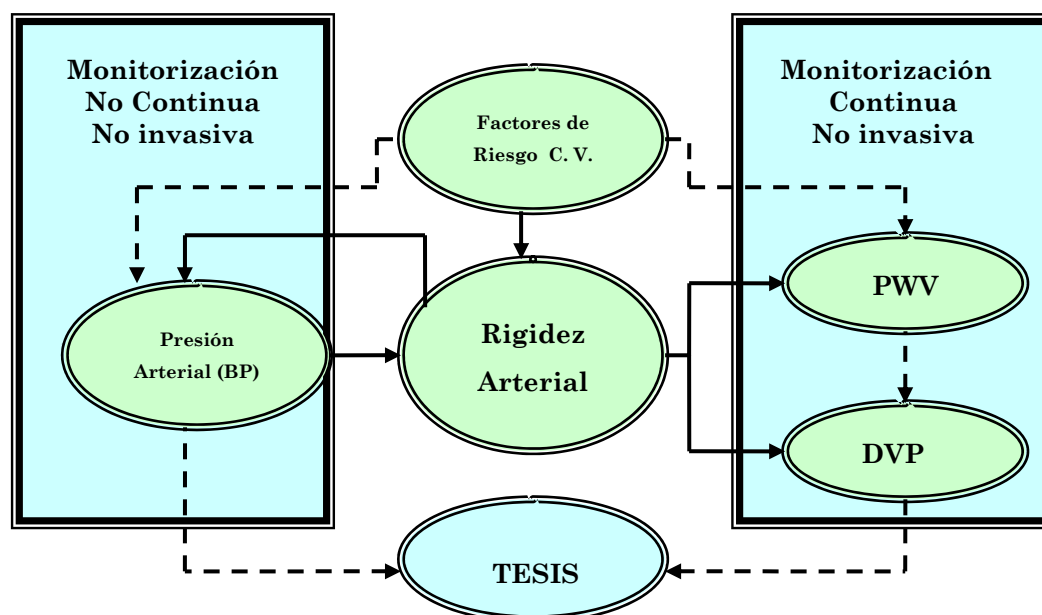 Monitorización
No Continua
No invasiva
Factores de
Riesgo C. V.
Monitorización
Continua
No invasiva
Presión
Arterial (BP)
Rigidez
Arterial
PWV
DVP
TESIS